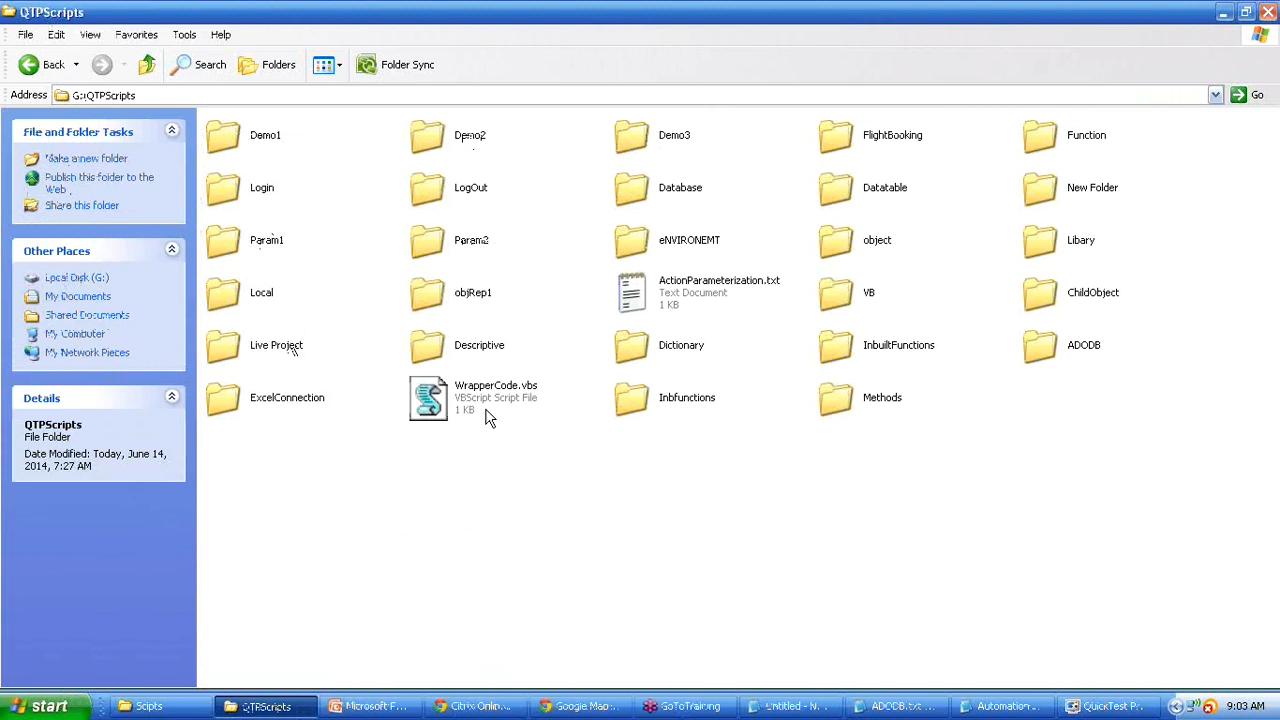 QTPScripts
File Edit View Favorites Tools Help
Back Search Folders Folder Sync
Address G:\QTPScripts Go
File and Folder Tasks
Make a new folder
Publish this folder to the
Web
Share this folder
Other Places
Local Disk (G:)
My Documents
Shared Documents
My Computer
My Network Places
Details
QTPScripts
File Folder
Date Modified: Today, June 14,
2014, 7:27 AM
Demo1 Demo2 Demo3 FlightBooking Function
Login LogOut Database Datatable New Folder
Param1 Param2 eNVIRONEMT object Libary
Local objRep1 ActionParameterization.txt VB ChildObject
Text Document
1 KB
Live Project Descriptive Dictionary InbuiltFunctions ADODB
ExcelConnection WrapperCode.vbs Inbfunctions Methods
VBScript Script File
1 KB
start Scipts QTPScripts Microsoft F... Citrix Onlin... Google Map... GoToTraining Untitled - N... ADODB.txt ... Automation... QuickTest Pr... 9:03 AM